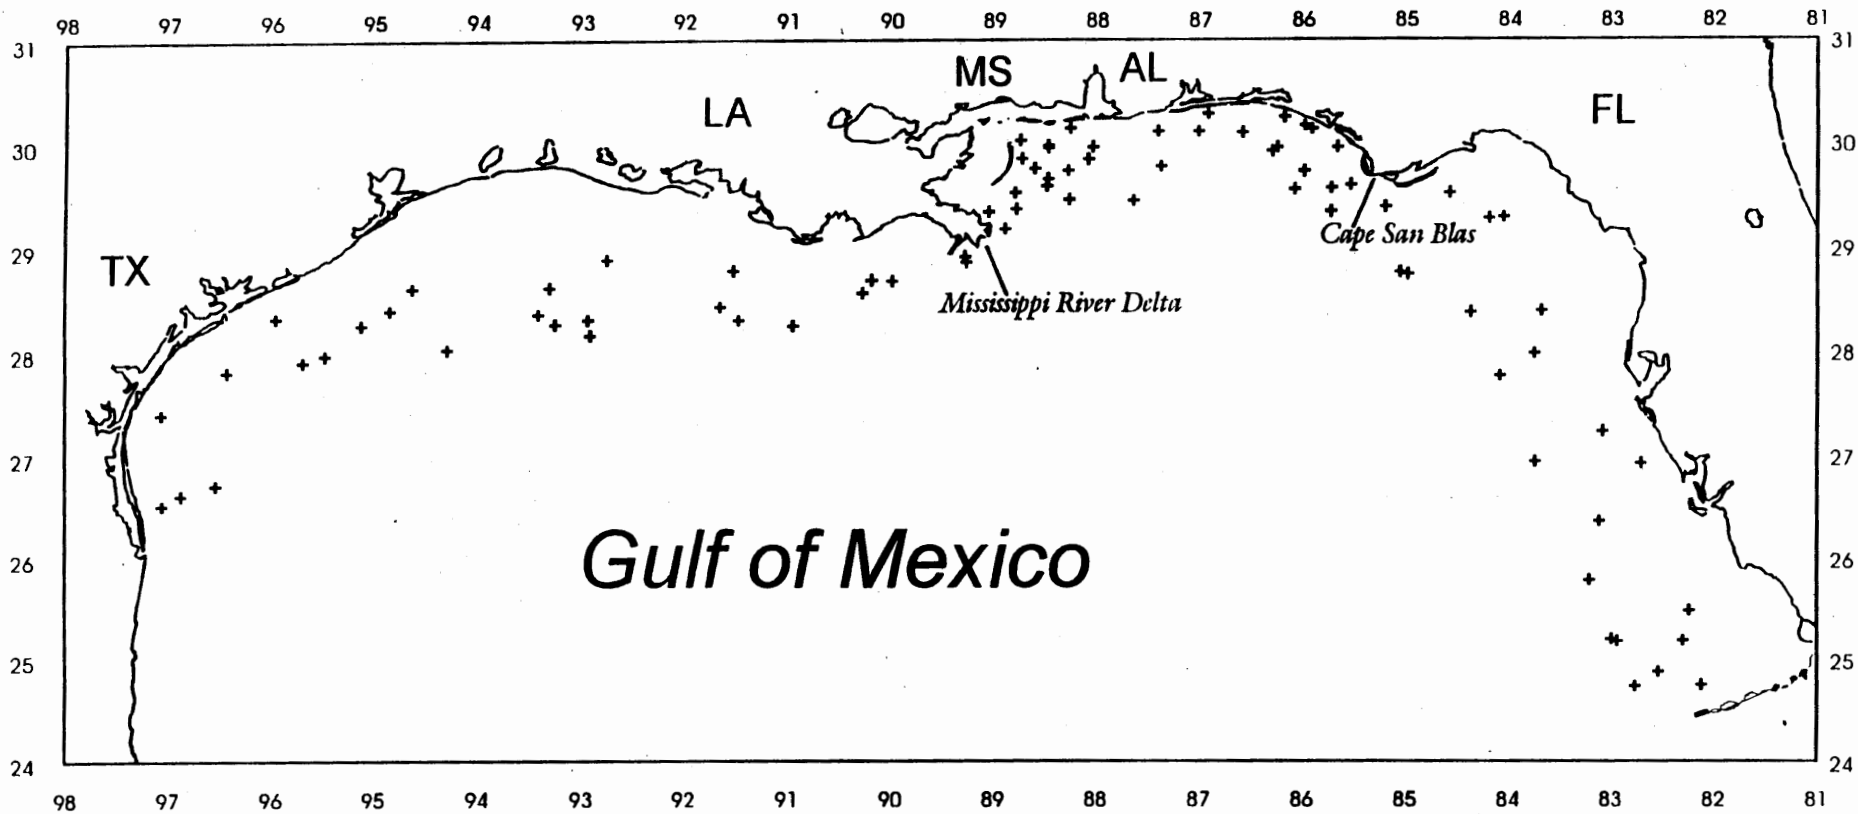 98 97 96 95 94 93 92 91 90 89 88 87 86 85 84 83 82 81
31 31
MS AL
LA FL
30 30
Cape San Blas
29 29
TX
Mississippi River Delta
28 28
27 27
Gulf of Mexico
26 26
25 25
24 24
98 97 96 95 94 93 92 91 90 89 88 87 86 85 84 83 82 81